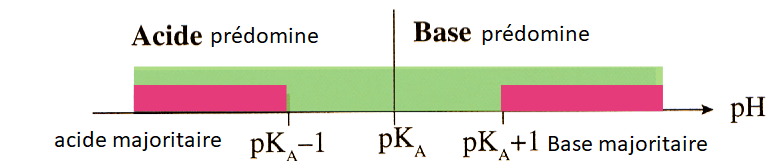 Acide prédomine Base prédomine
pH
acide majoritaire pKA–1 pKA pKA+1 Base majoritaire